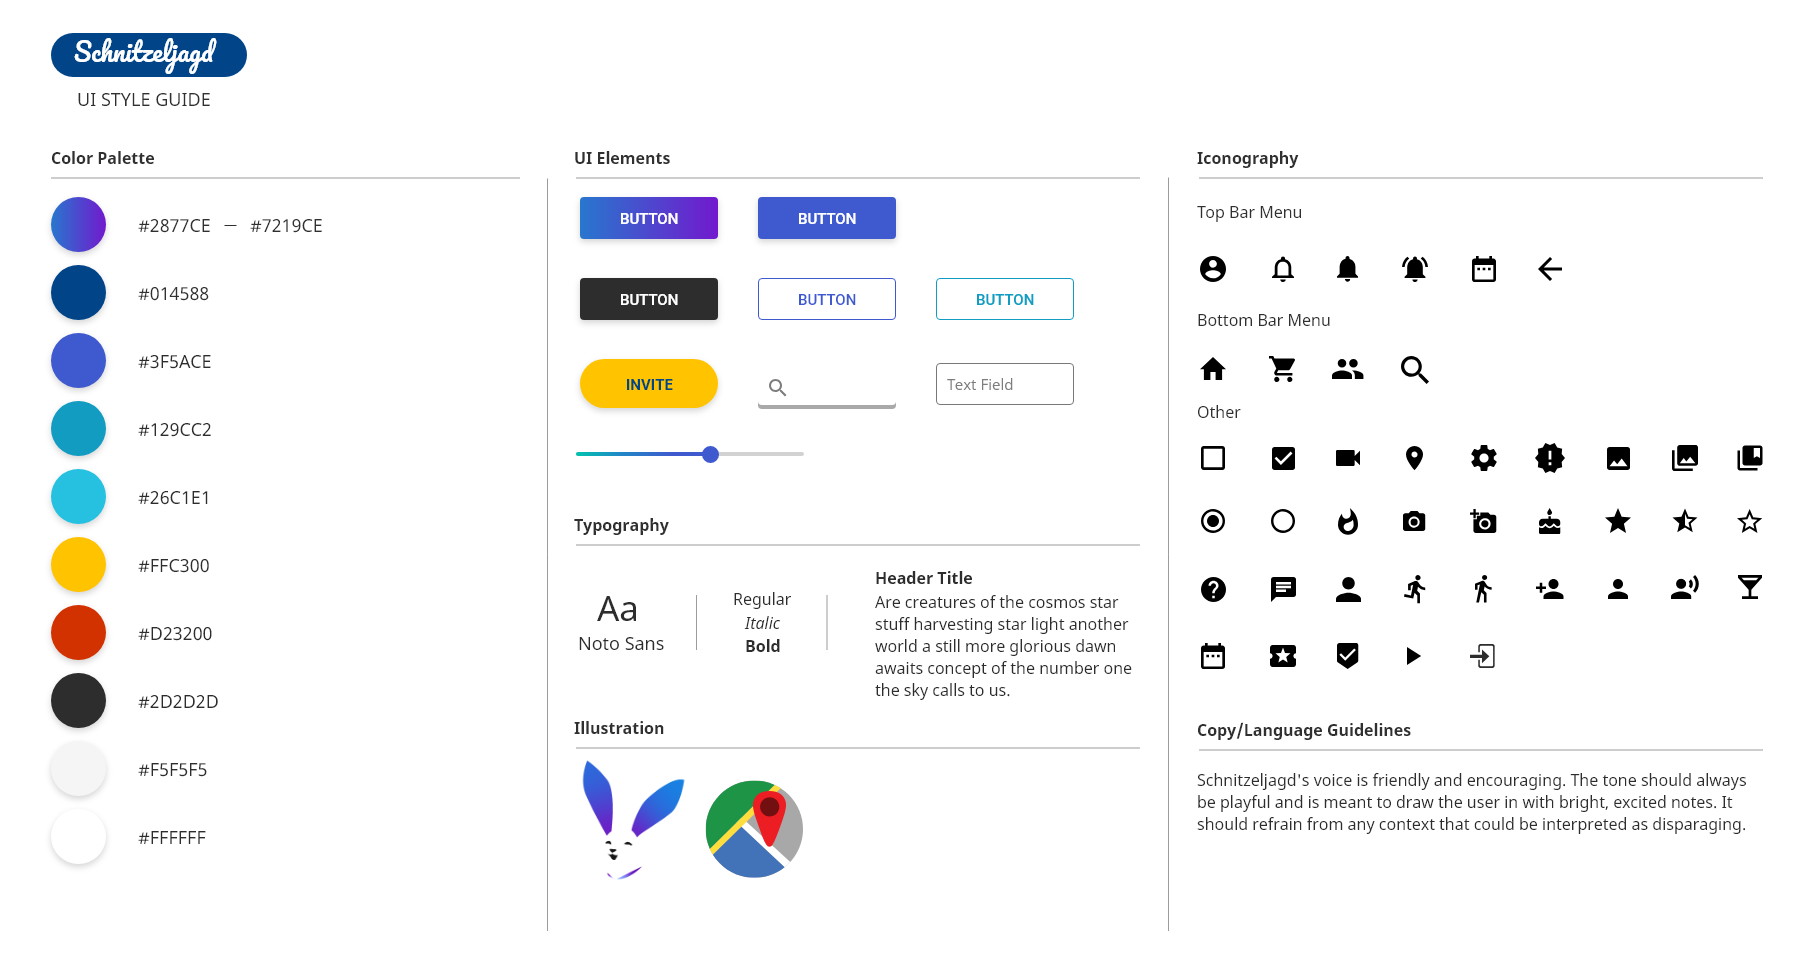 Schnitzeljagd
UI STYLE GUIDE
Color Palette
#2877CE — #7219CE
#014588
#3F5ACE
#129CC2
#26C1E1
#FFC300
#D23200
#2D2D2D
#F5F5F5
#FFFFFF
UI Elements
BUTTON
BUTTON
BUTTON
BUTTON
BUTTON
INVITE
Text Field
Typography
Aa
Noto Sans
Regular
Italic
Bold
Header Title
Are creatures of the cosmos star
stuff harvesting star light another
world a still more glorious dawn
awaits concept of the number one
the sky calls to us.
Illustration
Iconography
Top Bar Menu
Bottom Bar Menu
Other
Copy/Language Guidelines
Schnitzeljagd's voice is friendly and encouraging. The tone should always
be playful and is meant to draw the user in with bright, excited notes. It
should refrain from any context that could be interpreted as disparaging.